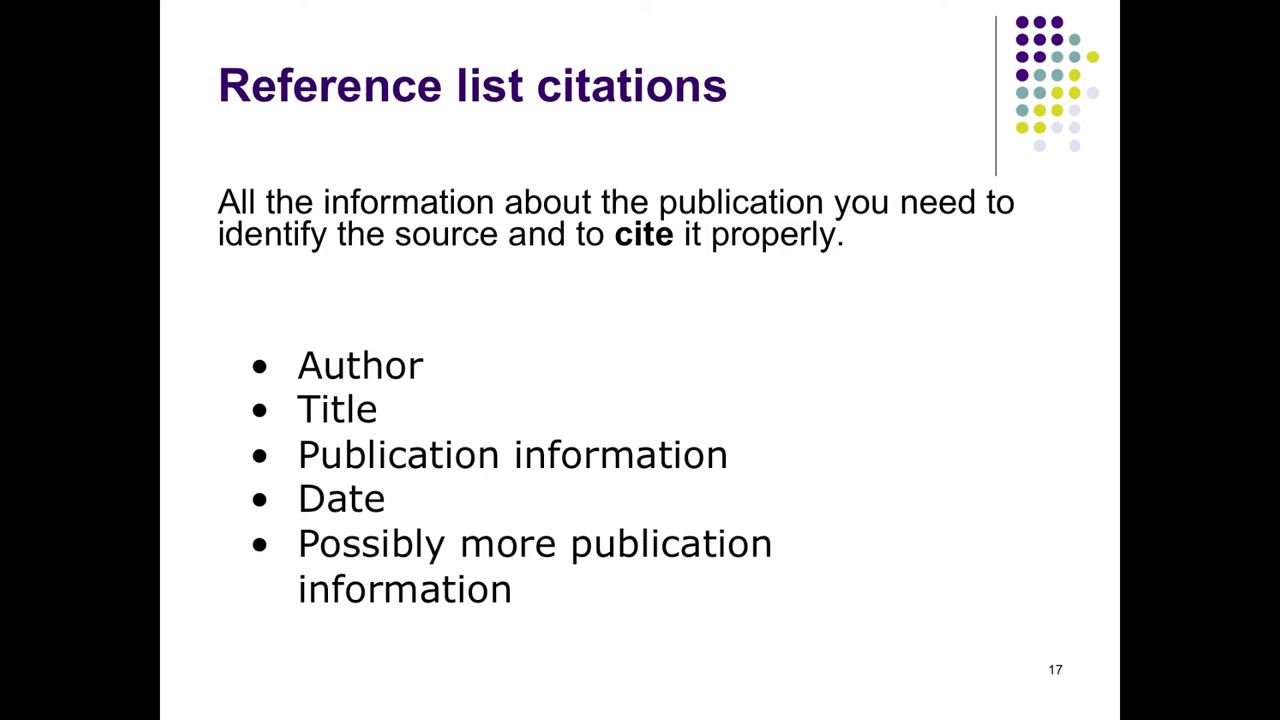 Reference list citations
All the information about the publication you need to
identify the source and to cite it properly.
• Author
• Title
• Publication information
• Date
• Possibly more publication
information
17